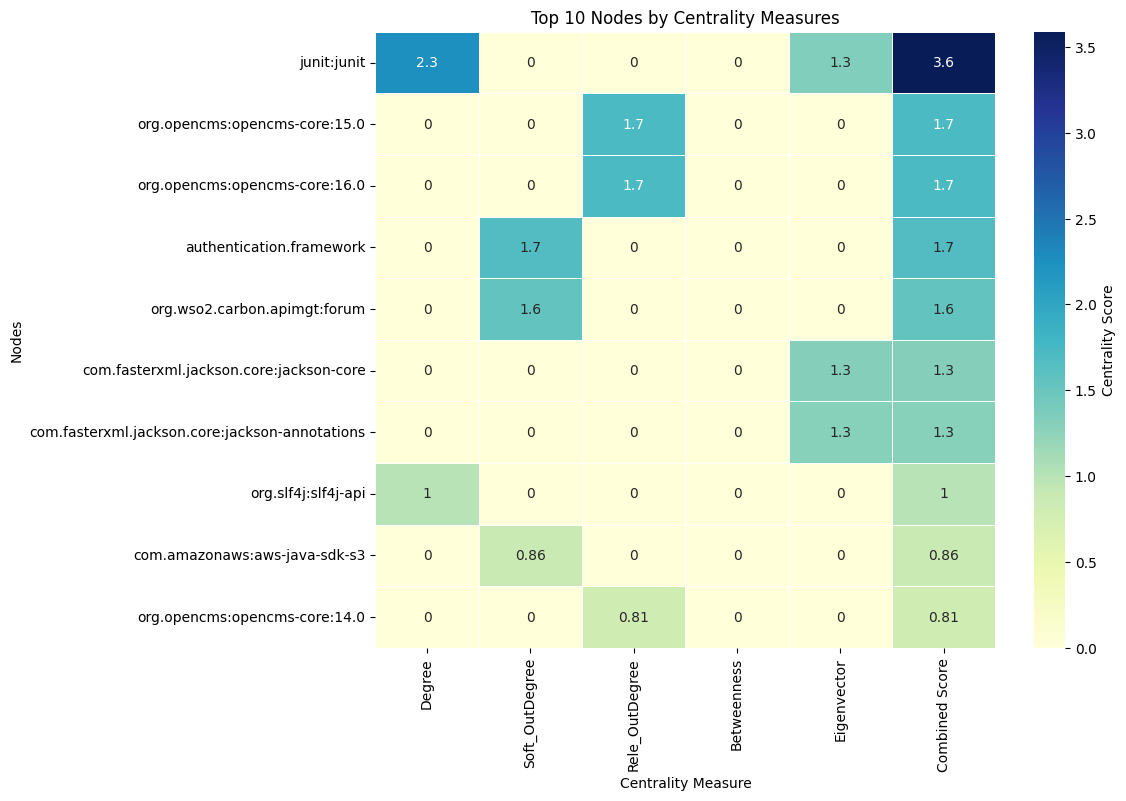 Top 10 Nodes by Centrality Measures
Nodes
junit:junit 2.3 0 0 0 1.3 3.6
org.opencms:opencms-core:15.0 0 0 1.7 0 0 1.7
org.opencms:opencms-core:16.0 0 0 1.7 0 0 1.7
authentication.framework 0 1.7 0 0 0 1.7
org.wso2.carbon.apimgt:forum 0 1.6 0 0 0 1.6
com.fasterxml.jackson.core:jackson-core 0 0 0 0 1.3 1.3
com.fasterxml.jackson.core:jackson-annotations 0 0 0 0 1.3 1.3
org.slf4j:slf4j-api 1 0 0 0 0 1
com.amazonaws:aws-java-sdk-s3 0 0.86 0 0 0 0.86
org.opencms:opencms-core:14.0 0 0 0.81 0 0 0.81
Degree
Soft_OutDegree
Rele_OutDegree
Betweenness
Eigenvector
Combined Score
Centrality Measure
3.5
3.0
2.5
2.0
1.5
1.0
0.5
0.0
Centrality Score